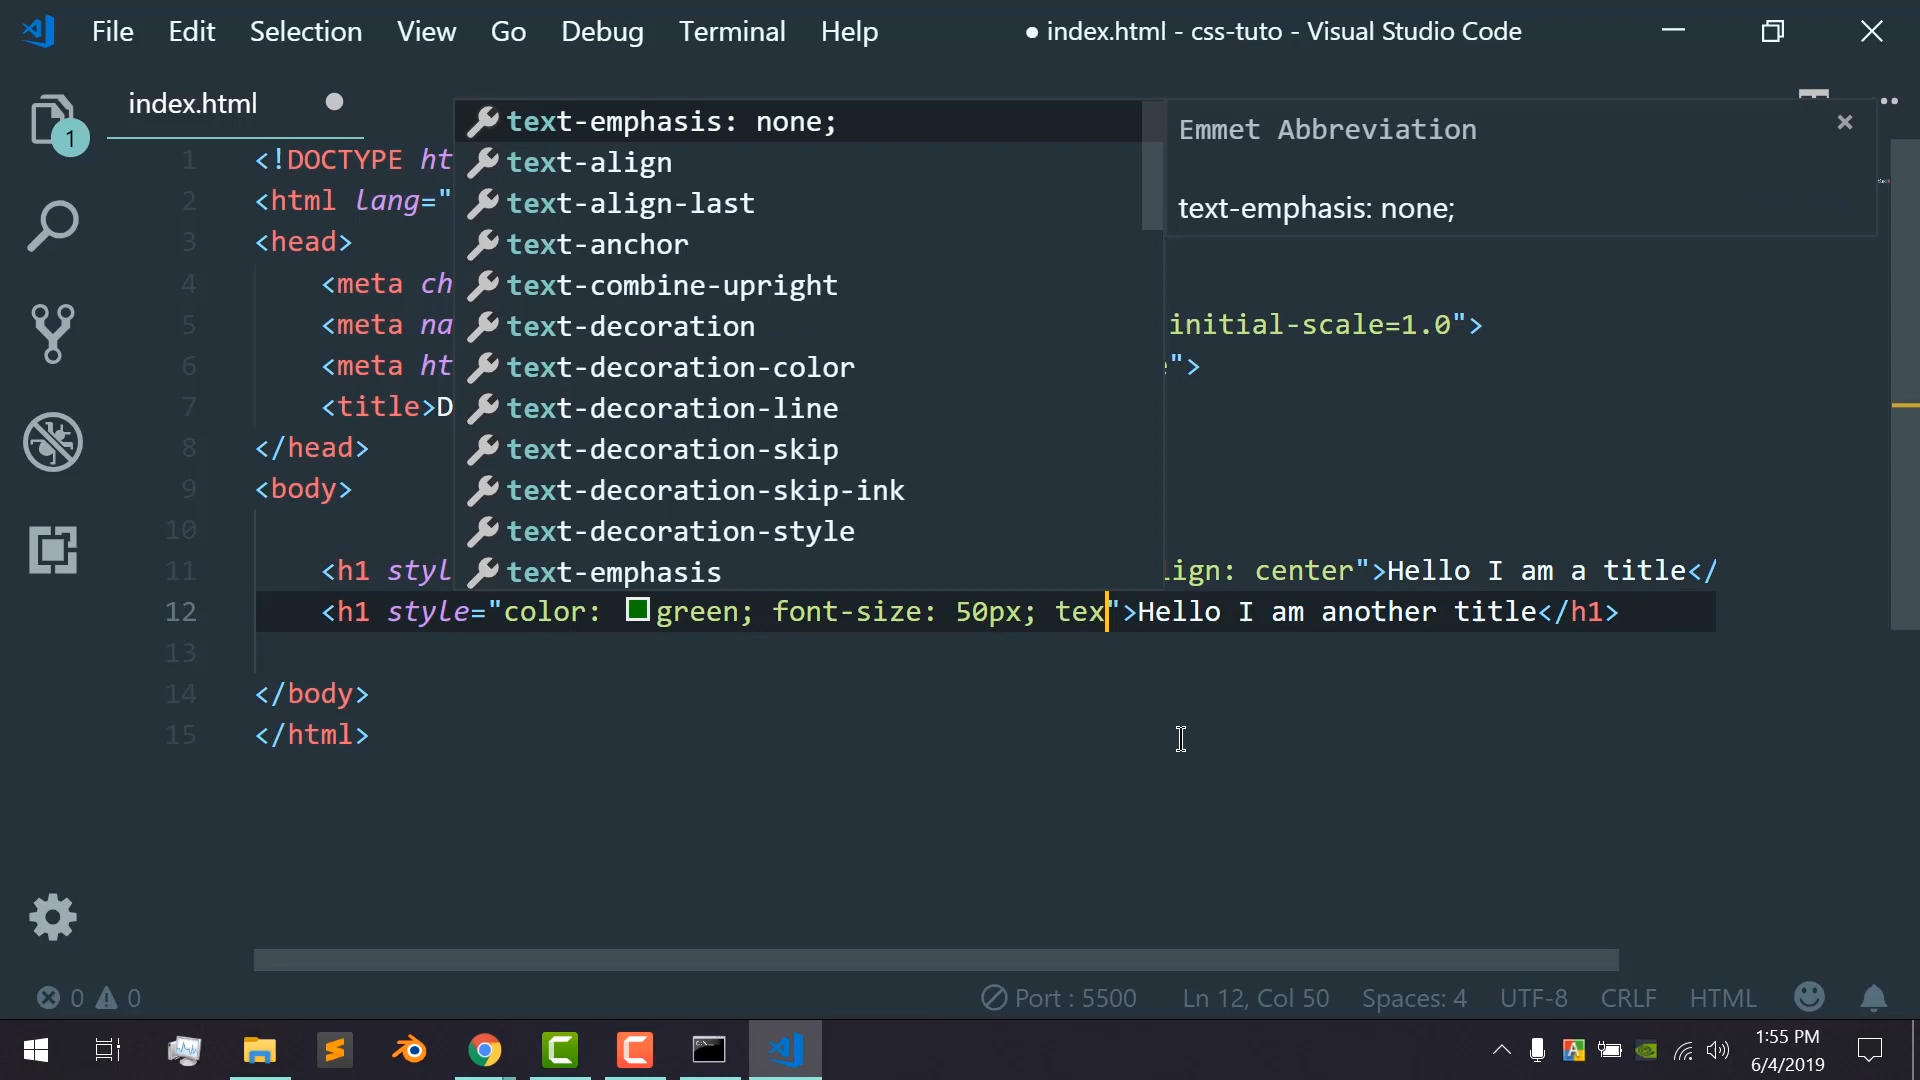 File Edit Selection View Go Debug Terminal Help ● index.html - css-tuto - Visual Studio Code
1
index.html
text-emphasis: none;
text-align
text-align-last
text-anchor
text-combine-upright
text-decoration
text-decoration-color
text-decoration-line
text-decoration-skip
text-decoration-skip-ink
text-decoration-style
text-emphasis
Emmet Abbreviation
text-emphasis: none;
1 <!DOCTYPE ht
2 <html lang="
3 <head>
4 <meta ch
5 <meta na initial-scale=1.0">
6 <meta ht ">
7 <title>D
8 </head>
9 <body>
10
11 <h1 styl ign: center">Hello I am a title</
12 <h1 style="color: green; font-size: 50px; tex">Hello I am another title</h1>
13
14 </body>
15 </html>
0 0 Port : 5500 Ln 12, Col 50 Spaces: 4 UTF-8 CRLF HTML
1:55 PM
6/4/2019